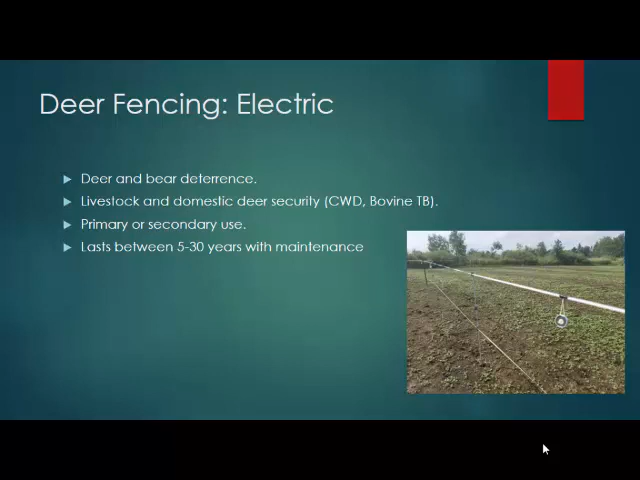 Deer Fencing: Electric
Deer and bear deterrence.
Livestock and domestic deer security (CWD, Bovine TB).
Primary or secondary use.
Lasts between 5-30 years with maintenance